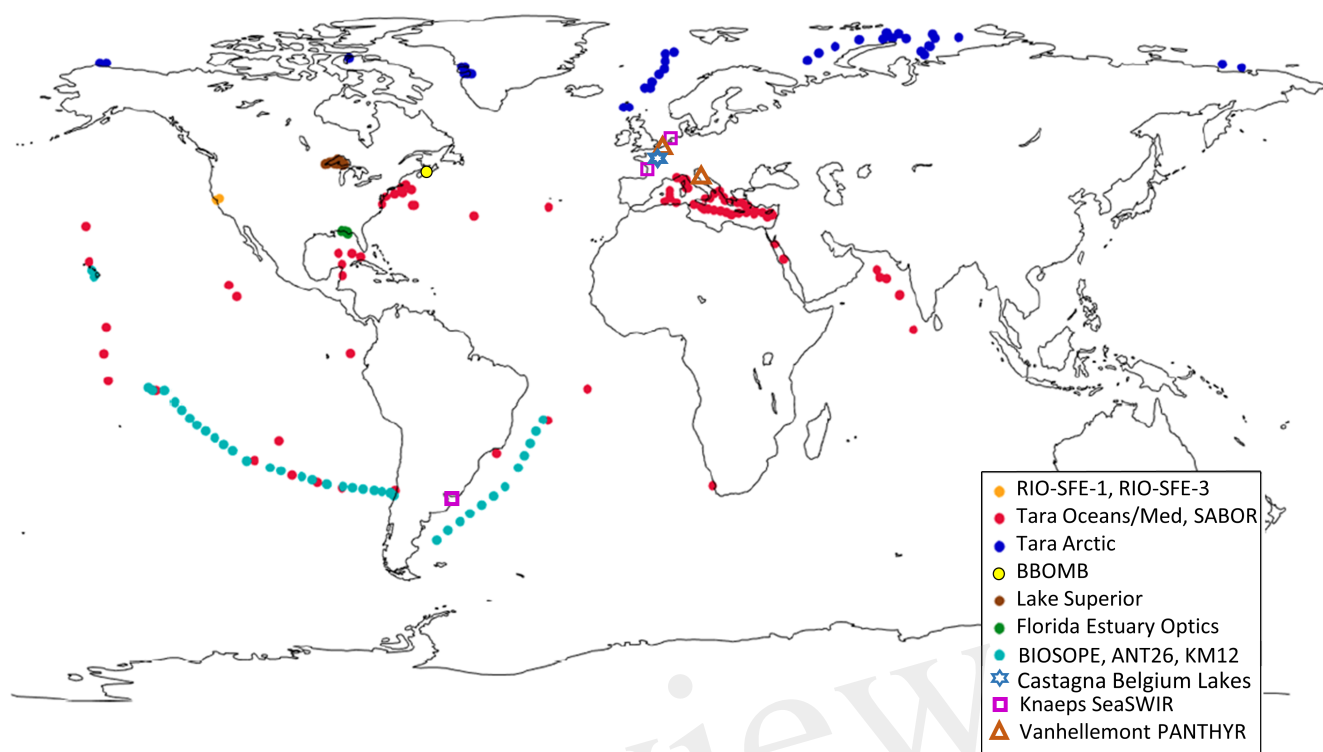 RIO-SFE-1, RIO-SFE-3
Tara Oceans/Med, SABOR
Tara Arctic
BBOMB
Lake Superior
Florida Estuary Optics
BIOSOPE, ANT26, KM12
Castagna Belgium Lakes
Knaeps SeaSWIR
Vanhellemont PANTHYR
view